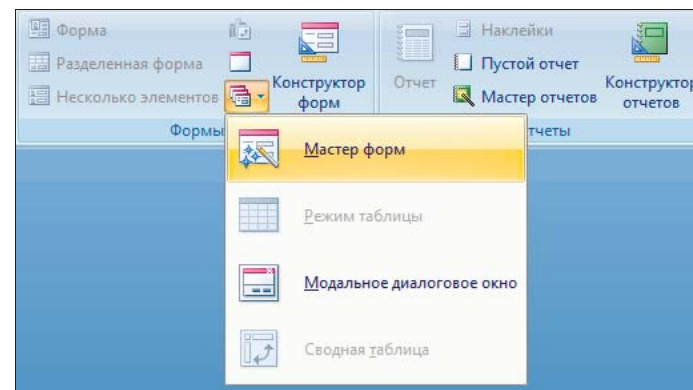 Форма
Разделенная форма
Несколько элементов
Конструктор
форм
Формы
Отчет
Наклейки
Пустой отчет
Мастер отчетов
Конструктор
отчетов
тчеты
Мастер форм
Режим таблицы
Модальное диалоговое окно
Сводная таблица